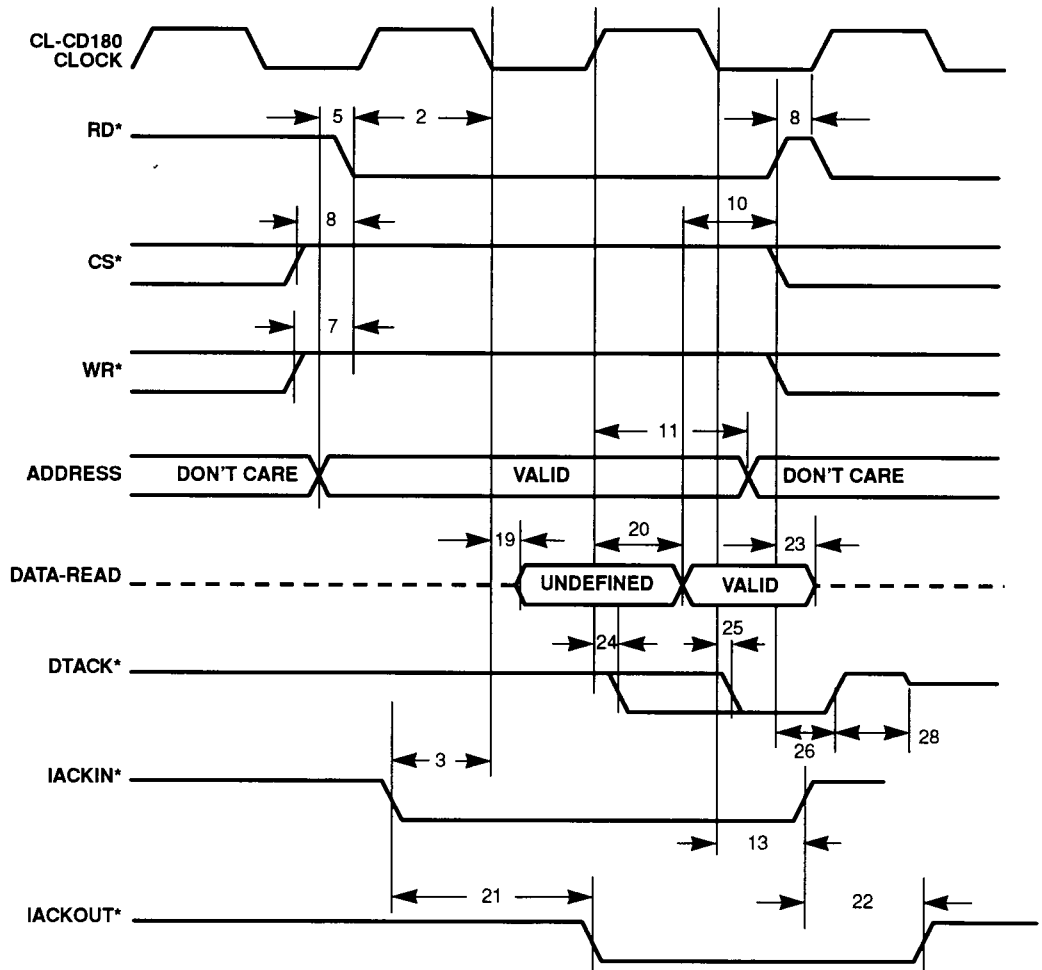 CL-CD180
CLOCK
5
2
8
RD*
10
8
CS*
7
WR*
11
ADDRESS DON'T CARE VALID DON'T CARE
19
20
23
DATA-READ UNDEFINED VALID
24
25
DTACK*
26
28
3
IACKIN*
13
21
22
IACKOUT*